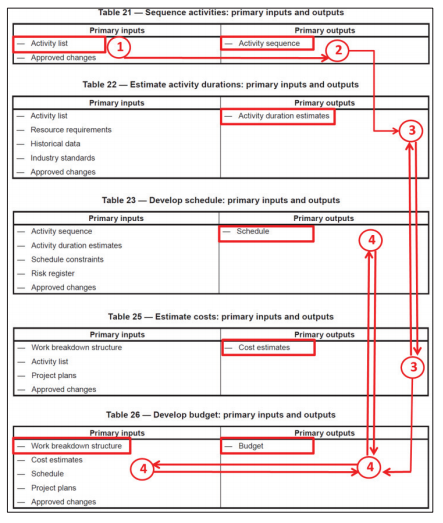 Table 21 — Sequence activities: primary inputs and outputs
Primary inputs Primary outputs
— Activity list 1 2 — Activity sequence
— Approved changes
Table 22 — Estimate activity durations: primary inputs and outputs
Primary inputs Primary outputs
— Activity list — Activity duration estimates
— Resource requirements 3
— Historical data
— Industry standards
— Approved changes
Table 23 — Develop schedule: primary inputs and outputs
Primary inputs Primary outputs
— Activity sequence — Schedule 4
— Activity duration estimates
— Schedule constraints
— Risk register
— Approved changes
Table 25 — Estimate costs: primary inputs and outputs
Primary inputs Primary outputs
— Work breakdown structure — Cost estimates
— Activity list 3
— Project plans
— Approved changes
Table 26 — Develop budget: primary inputs and outputs
Primary inputs Primary outputs
— Work breakdown structure — Budget
— Cost estimates 4 4
— Schedule
— Project plans
— Approved changes